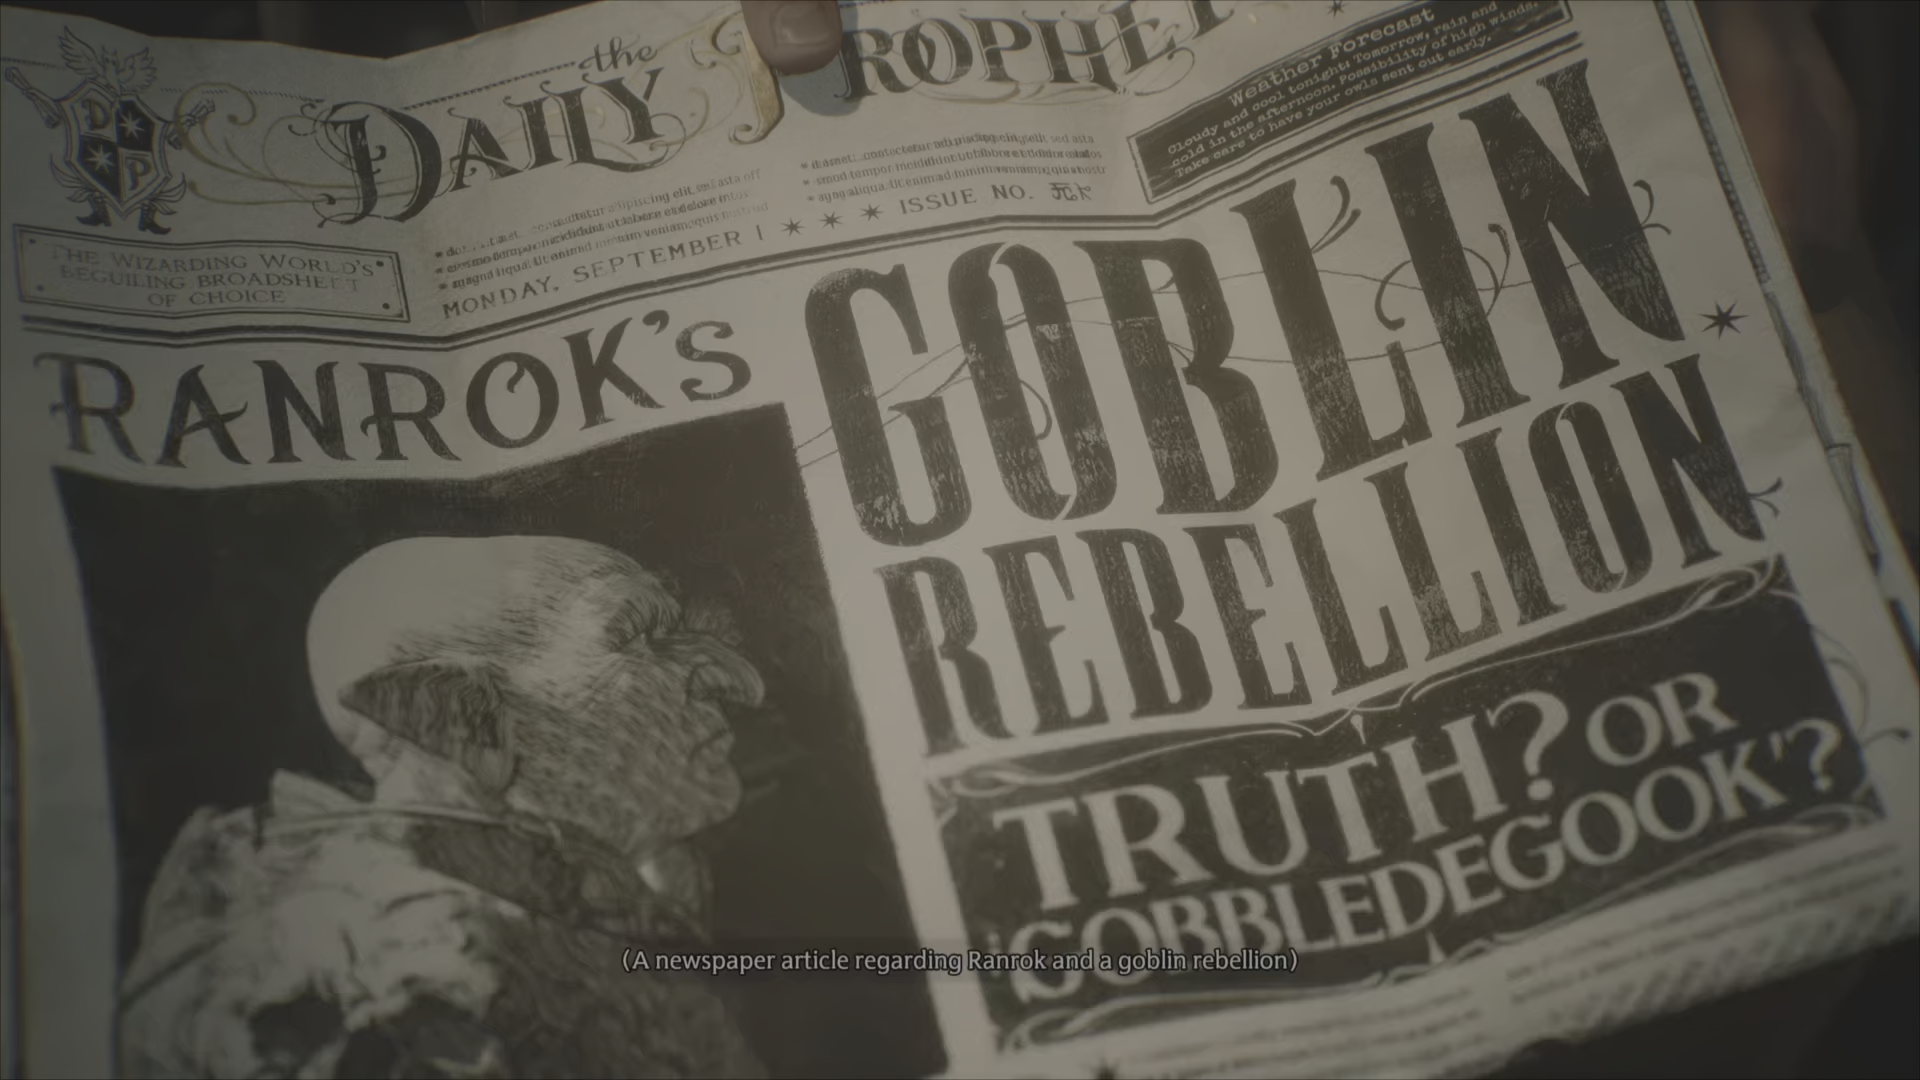 the
DAILY PROPHET
D P
Weather Forecast
Cloudy and cool tonight: Tomorrow, rain and
cold in the afternoon. Possibility of high winds.
Take care to have your owls sent out early.
THE WIZARDING WORLD'S
BEGUILING BROADSHEET
OF CHOICE
MONDAY, SEPTEMBER 1 ISSUE NO.
RANROK'S
GOBLIN
REBELLION
TRUTH? OR
'GOBBLEDEGOOK'?
(A newspaper article regarding Ranrok and a goblin rebellion)